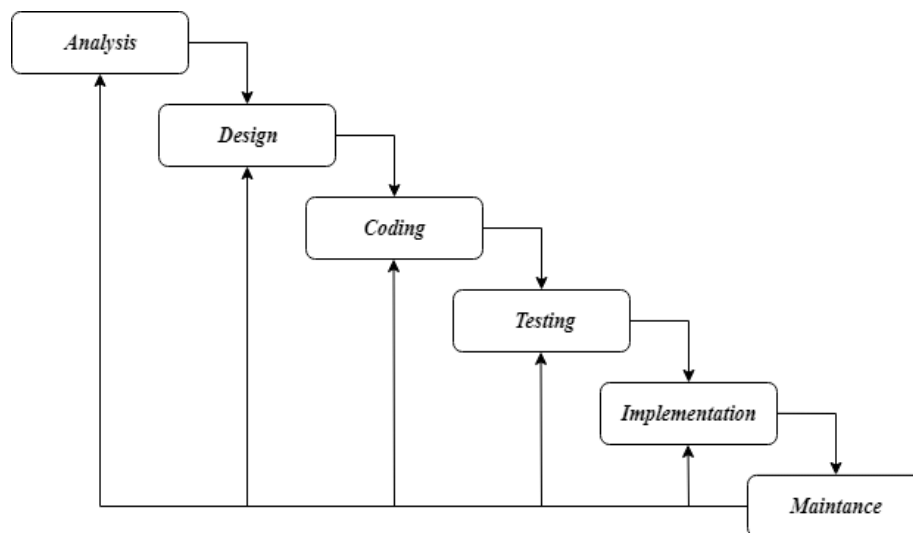 Analysis
Design
Coding
Testing
Implementation
Maintance